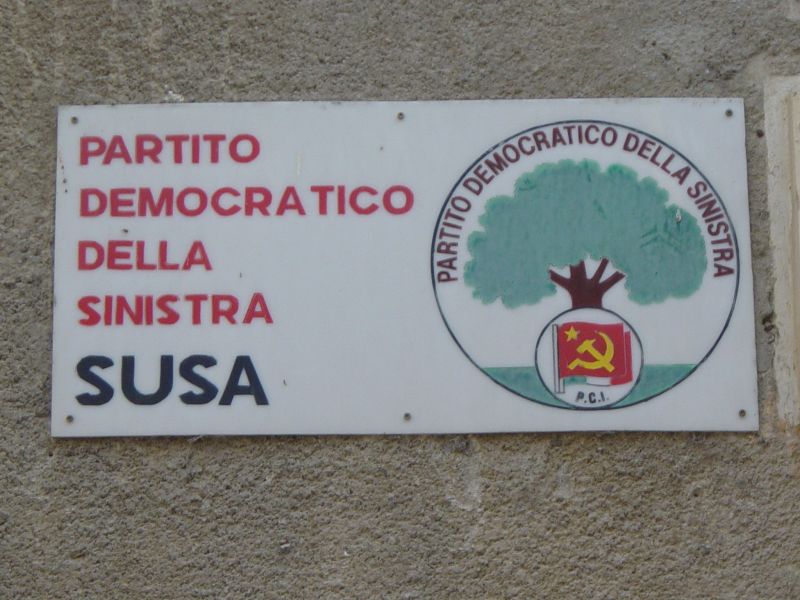 PARTITO
DEMOCRATICO
DELLA
SINISTRA
SUSA
PARTITO DEMOCRATICO DELLA SINISTRA
P.C.I.